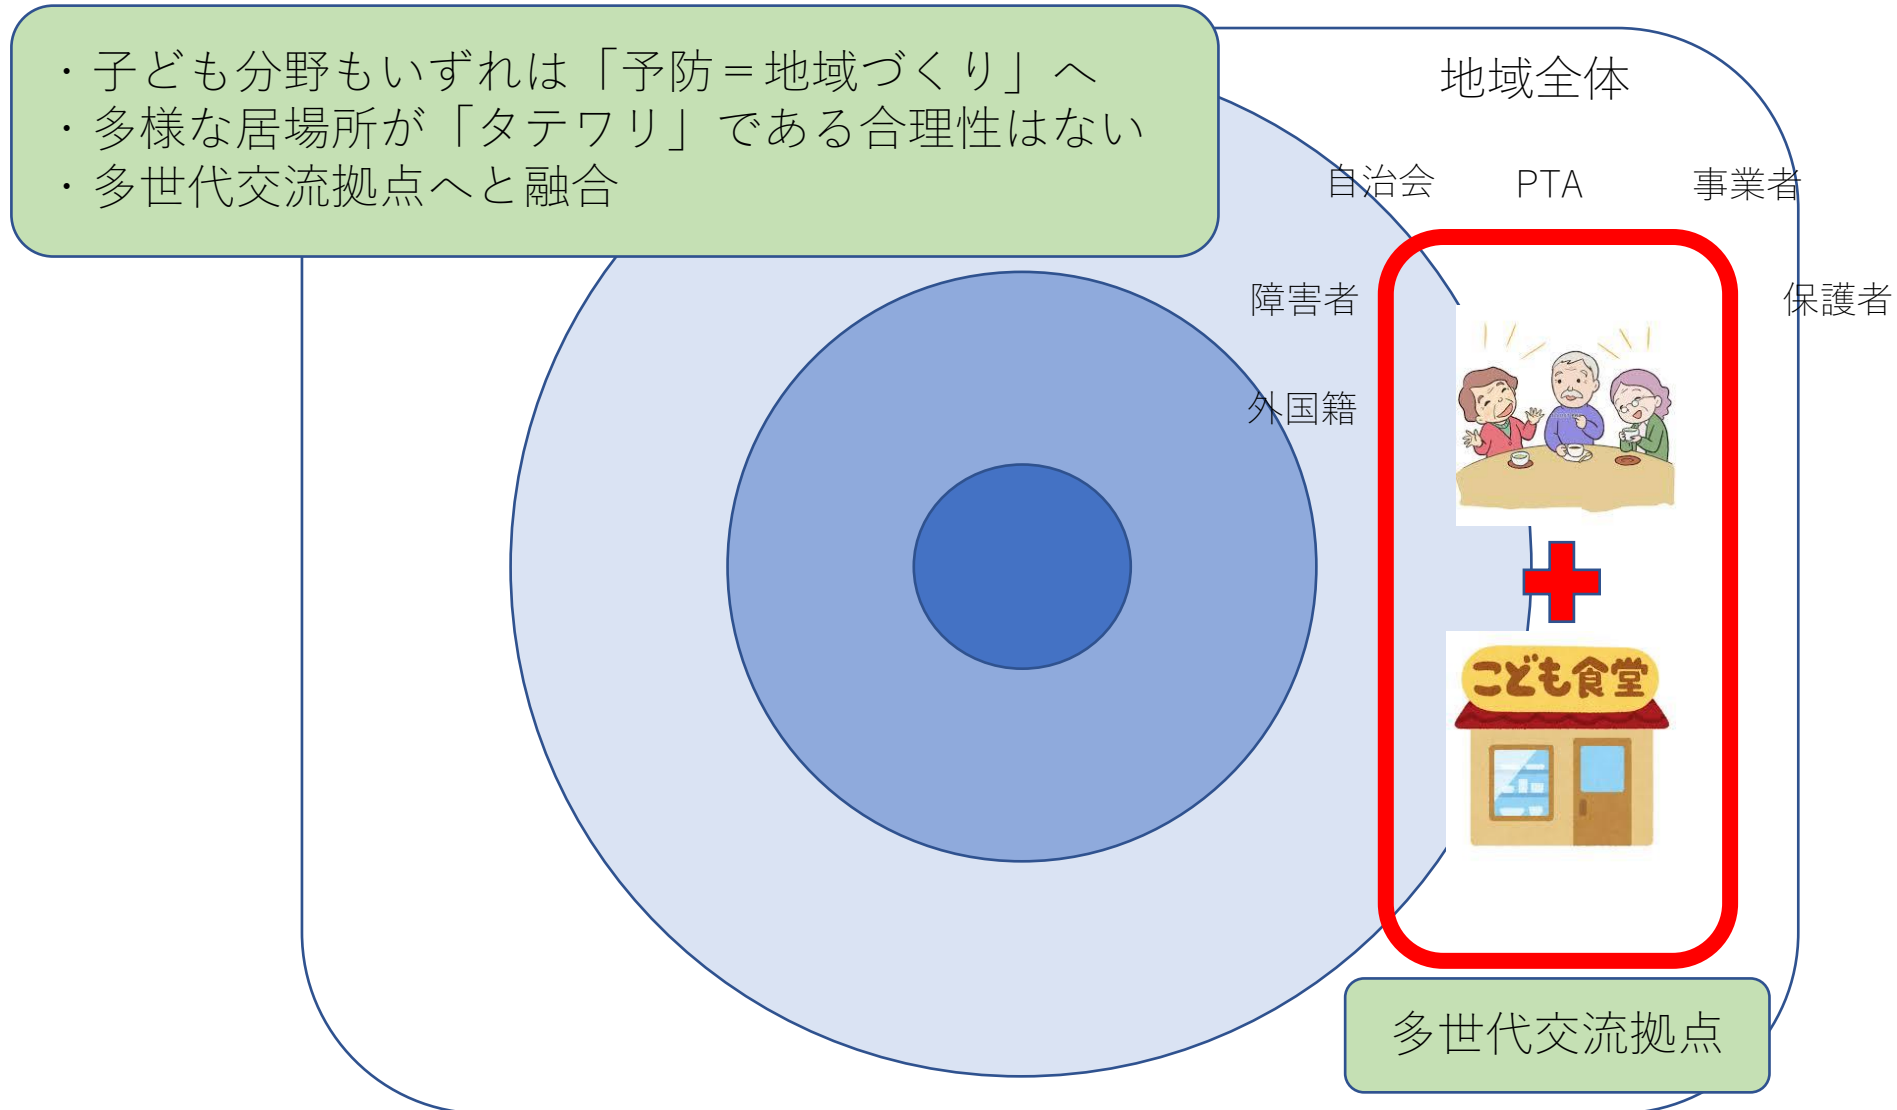 ・子ども分野もいずれは「予防＝地域づくり」へ
・多様な居場所が「タテワリ」である合理性はない
・多世代交流拠点へと融合
地域全体
自治会 PTA 事業者
障害者 保護者
外国籍
こども食堂
多世代交流拠点